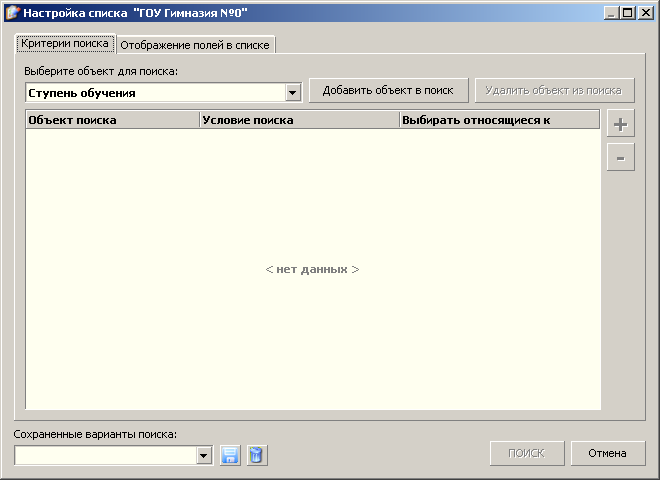 Настройка списка "ГОУ Гимназия №0"
Критерии поиска Отображение полей в списке
Выберите объект для поиска:
Ступень обучения Добавить объект в поиск Удалить объект из поиска
Объект поиска Условие поиска Выбирать относящиеся к
+
-
< нет данных >
Сохраненные варианты поиска:
ПОИСК Отмена